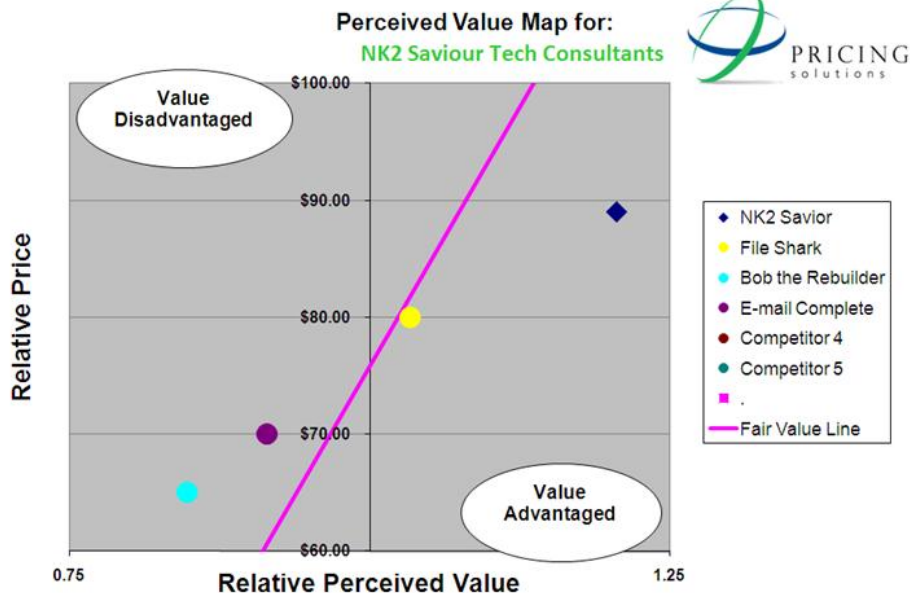 Perceived Value Map for:
NK2 Saviour Tech Consultants
PRICING
solutions
Value
Disadvantaged
$100.00
$90.00
$80.00
$70.00
$60.00
Relative Price
Value
Advantaged
0.75
1.25
Relative Perceived Value
NK2 Savior
File Shark
Bob the Rebuilder
E-mail Complete
Competitor 4
Competitor 5
.
Fair Value Line